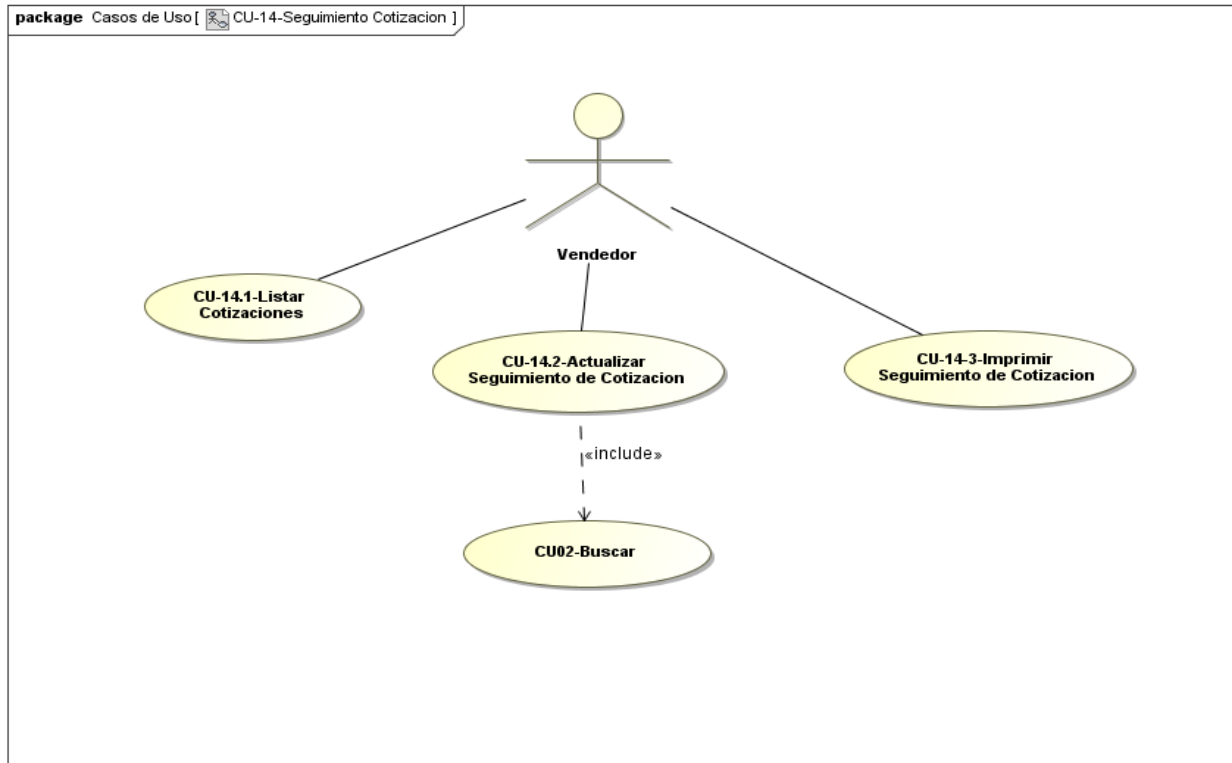 package Casos de Uso[ CU-14-Seguimiento Cotizacion ]
Vendedor
CU-14.1-Listar
Cotizaciones
CU-14.2-Actualizar
Seguimiento de Cotizacion
CU-14-3-Imprimir
Seguimiento de Cotizacion
«include»
CU02-Buscar